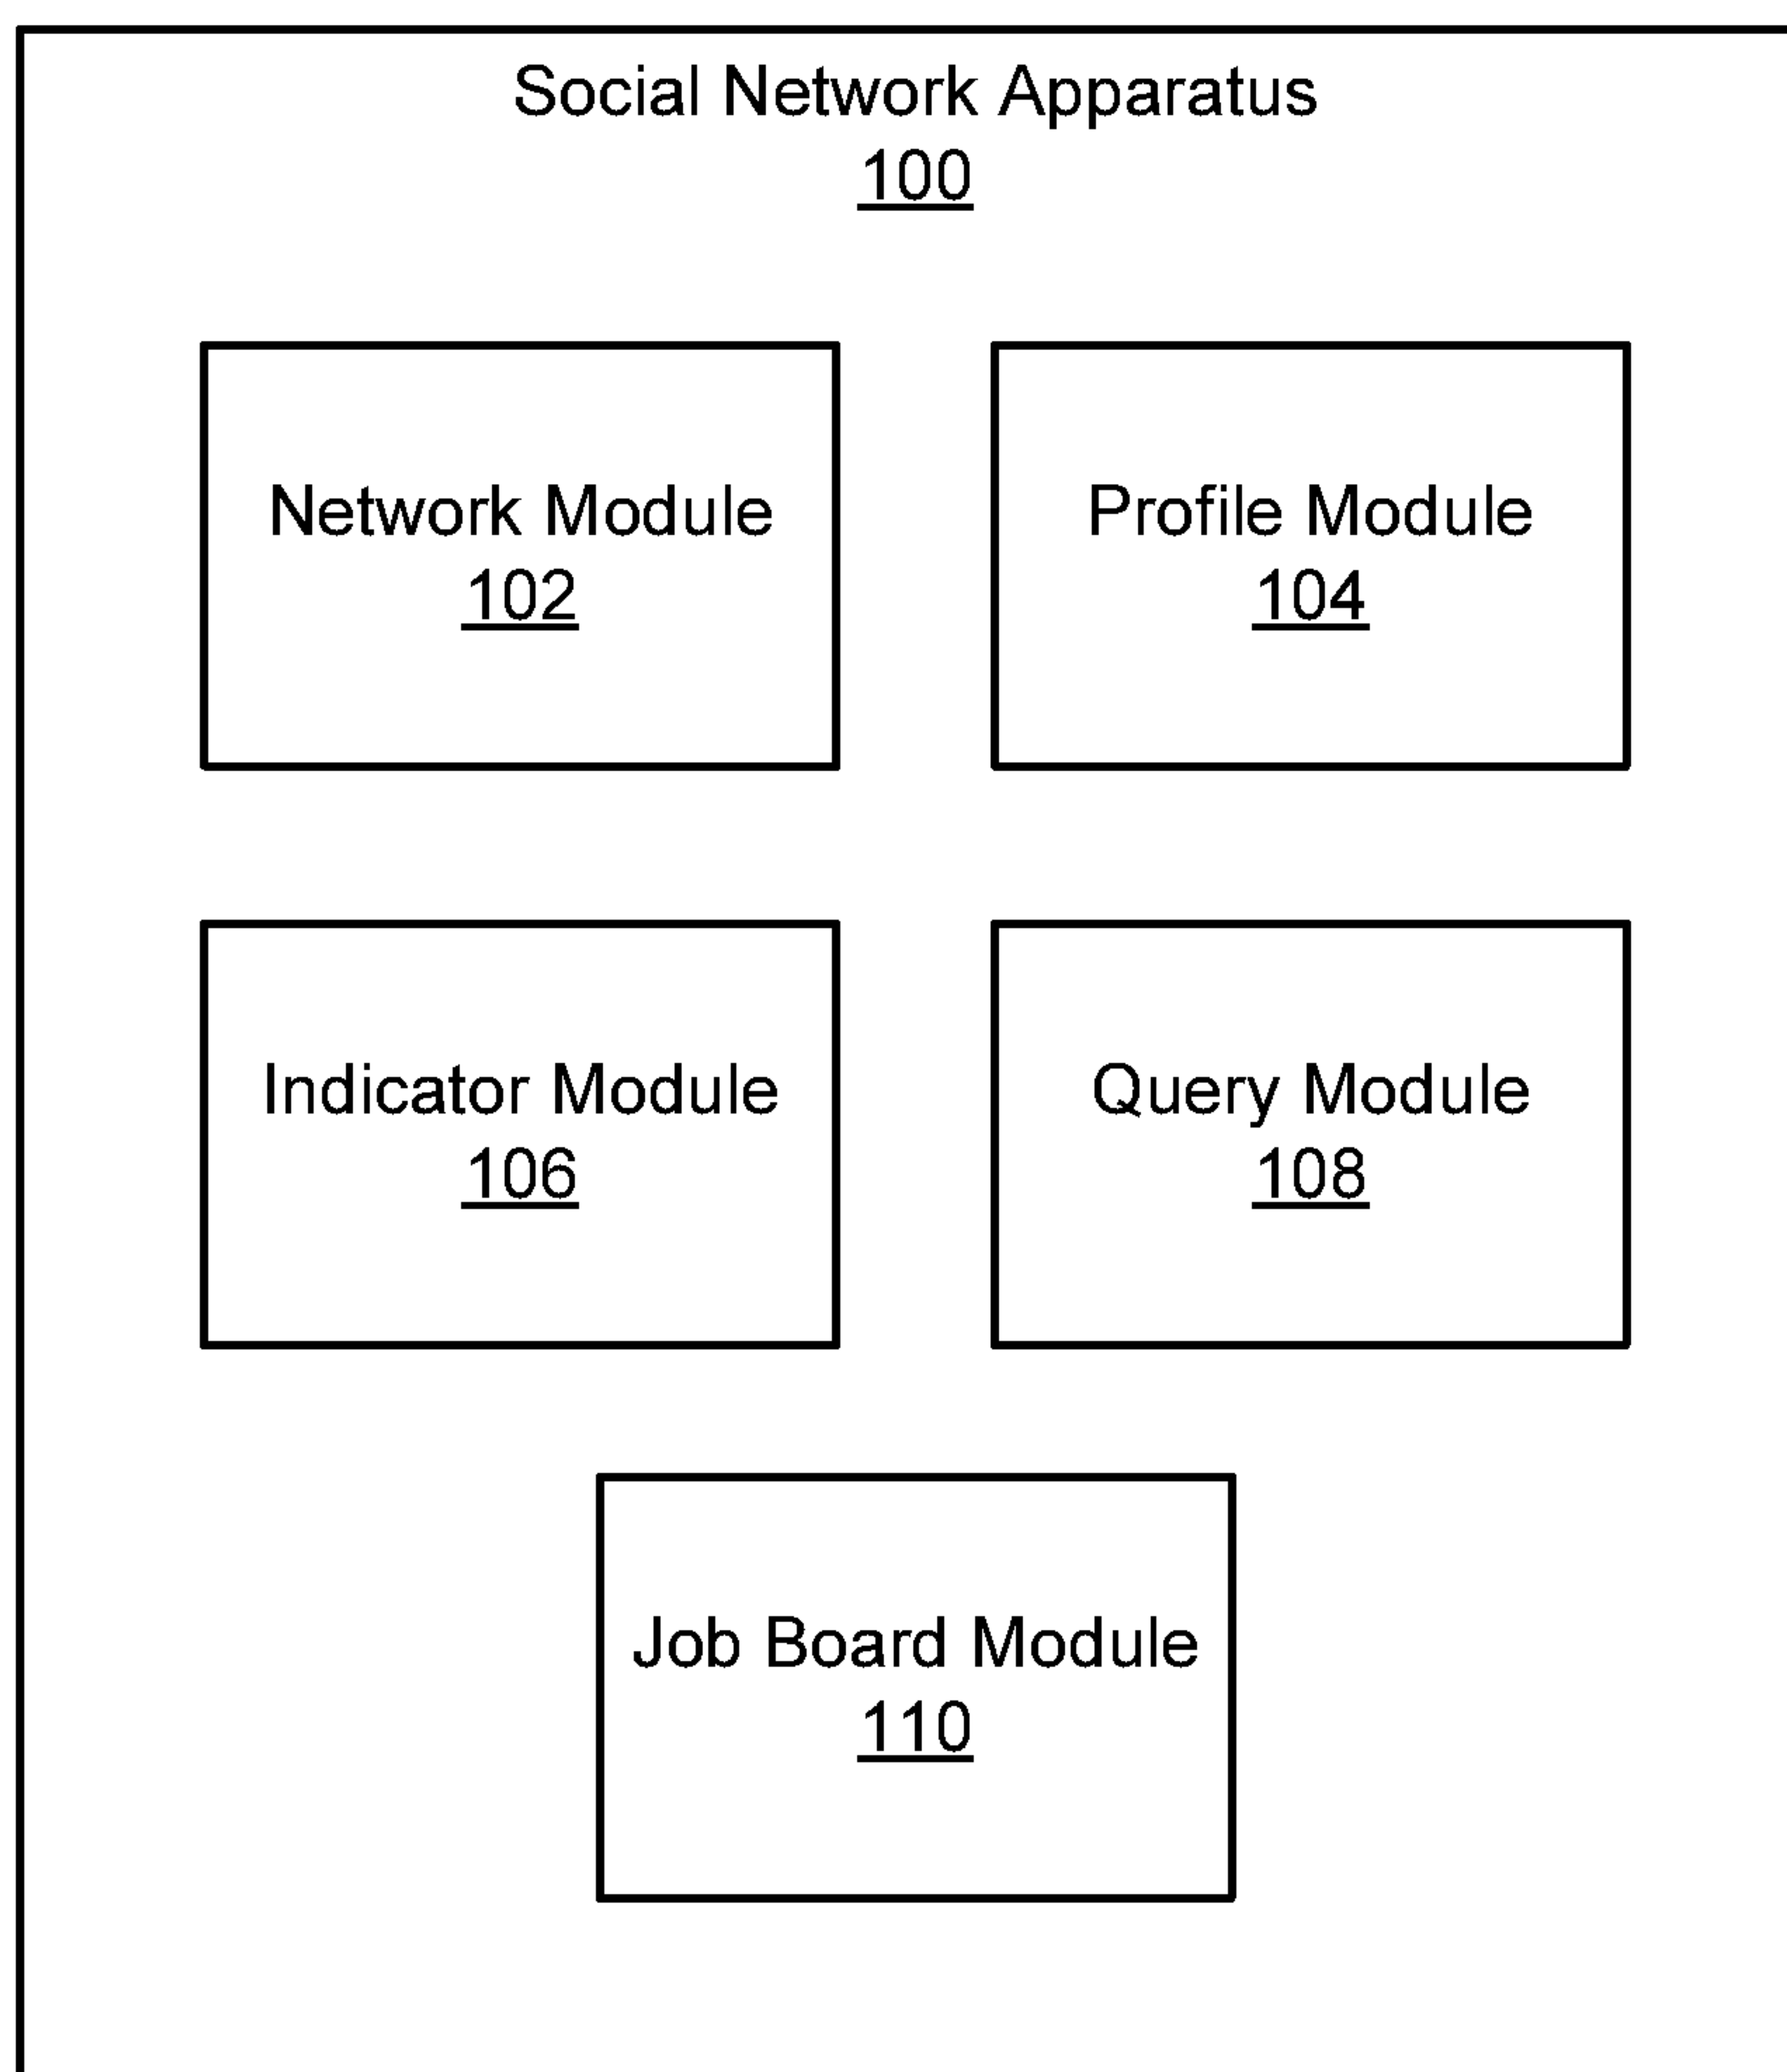 Social Network Apparatus
100
Network Module
102
Profile Module
104
Indicator Module
106
Query Module
108
Job Board Module
110